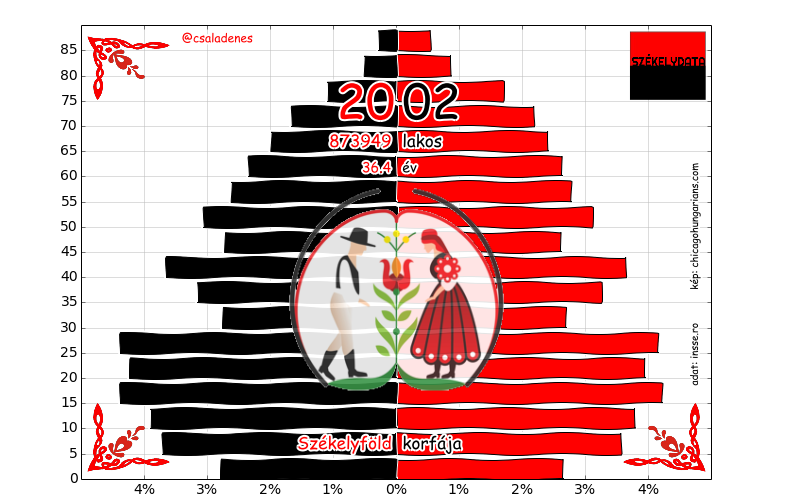 @csaladenes
SZÉKELYDATA
2002
873949 lakos
36.4 év
kép: chicagohungarians.com
adat: insse.ro
Székelyföld korfája
85
80
75
70
65
60
55
50
45
40
35
30
25
20
15
10
5
0
4% 3% 2% 1% 0% 1% 2% 3% 4%